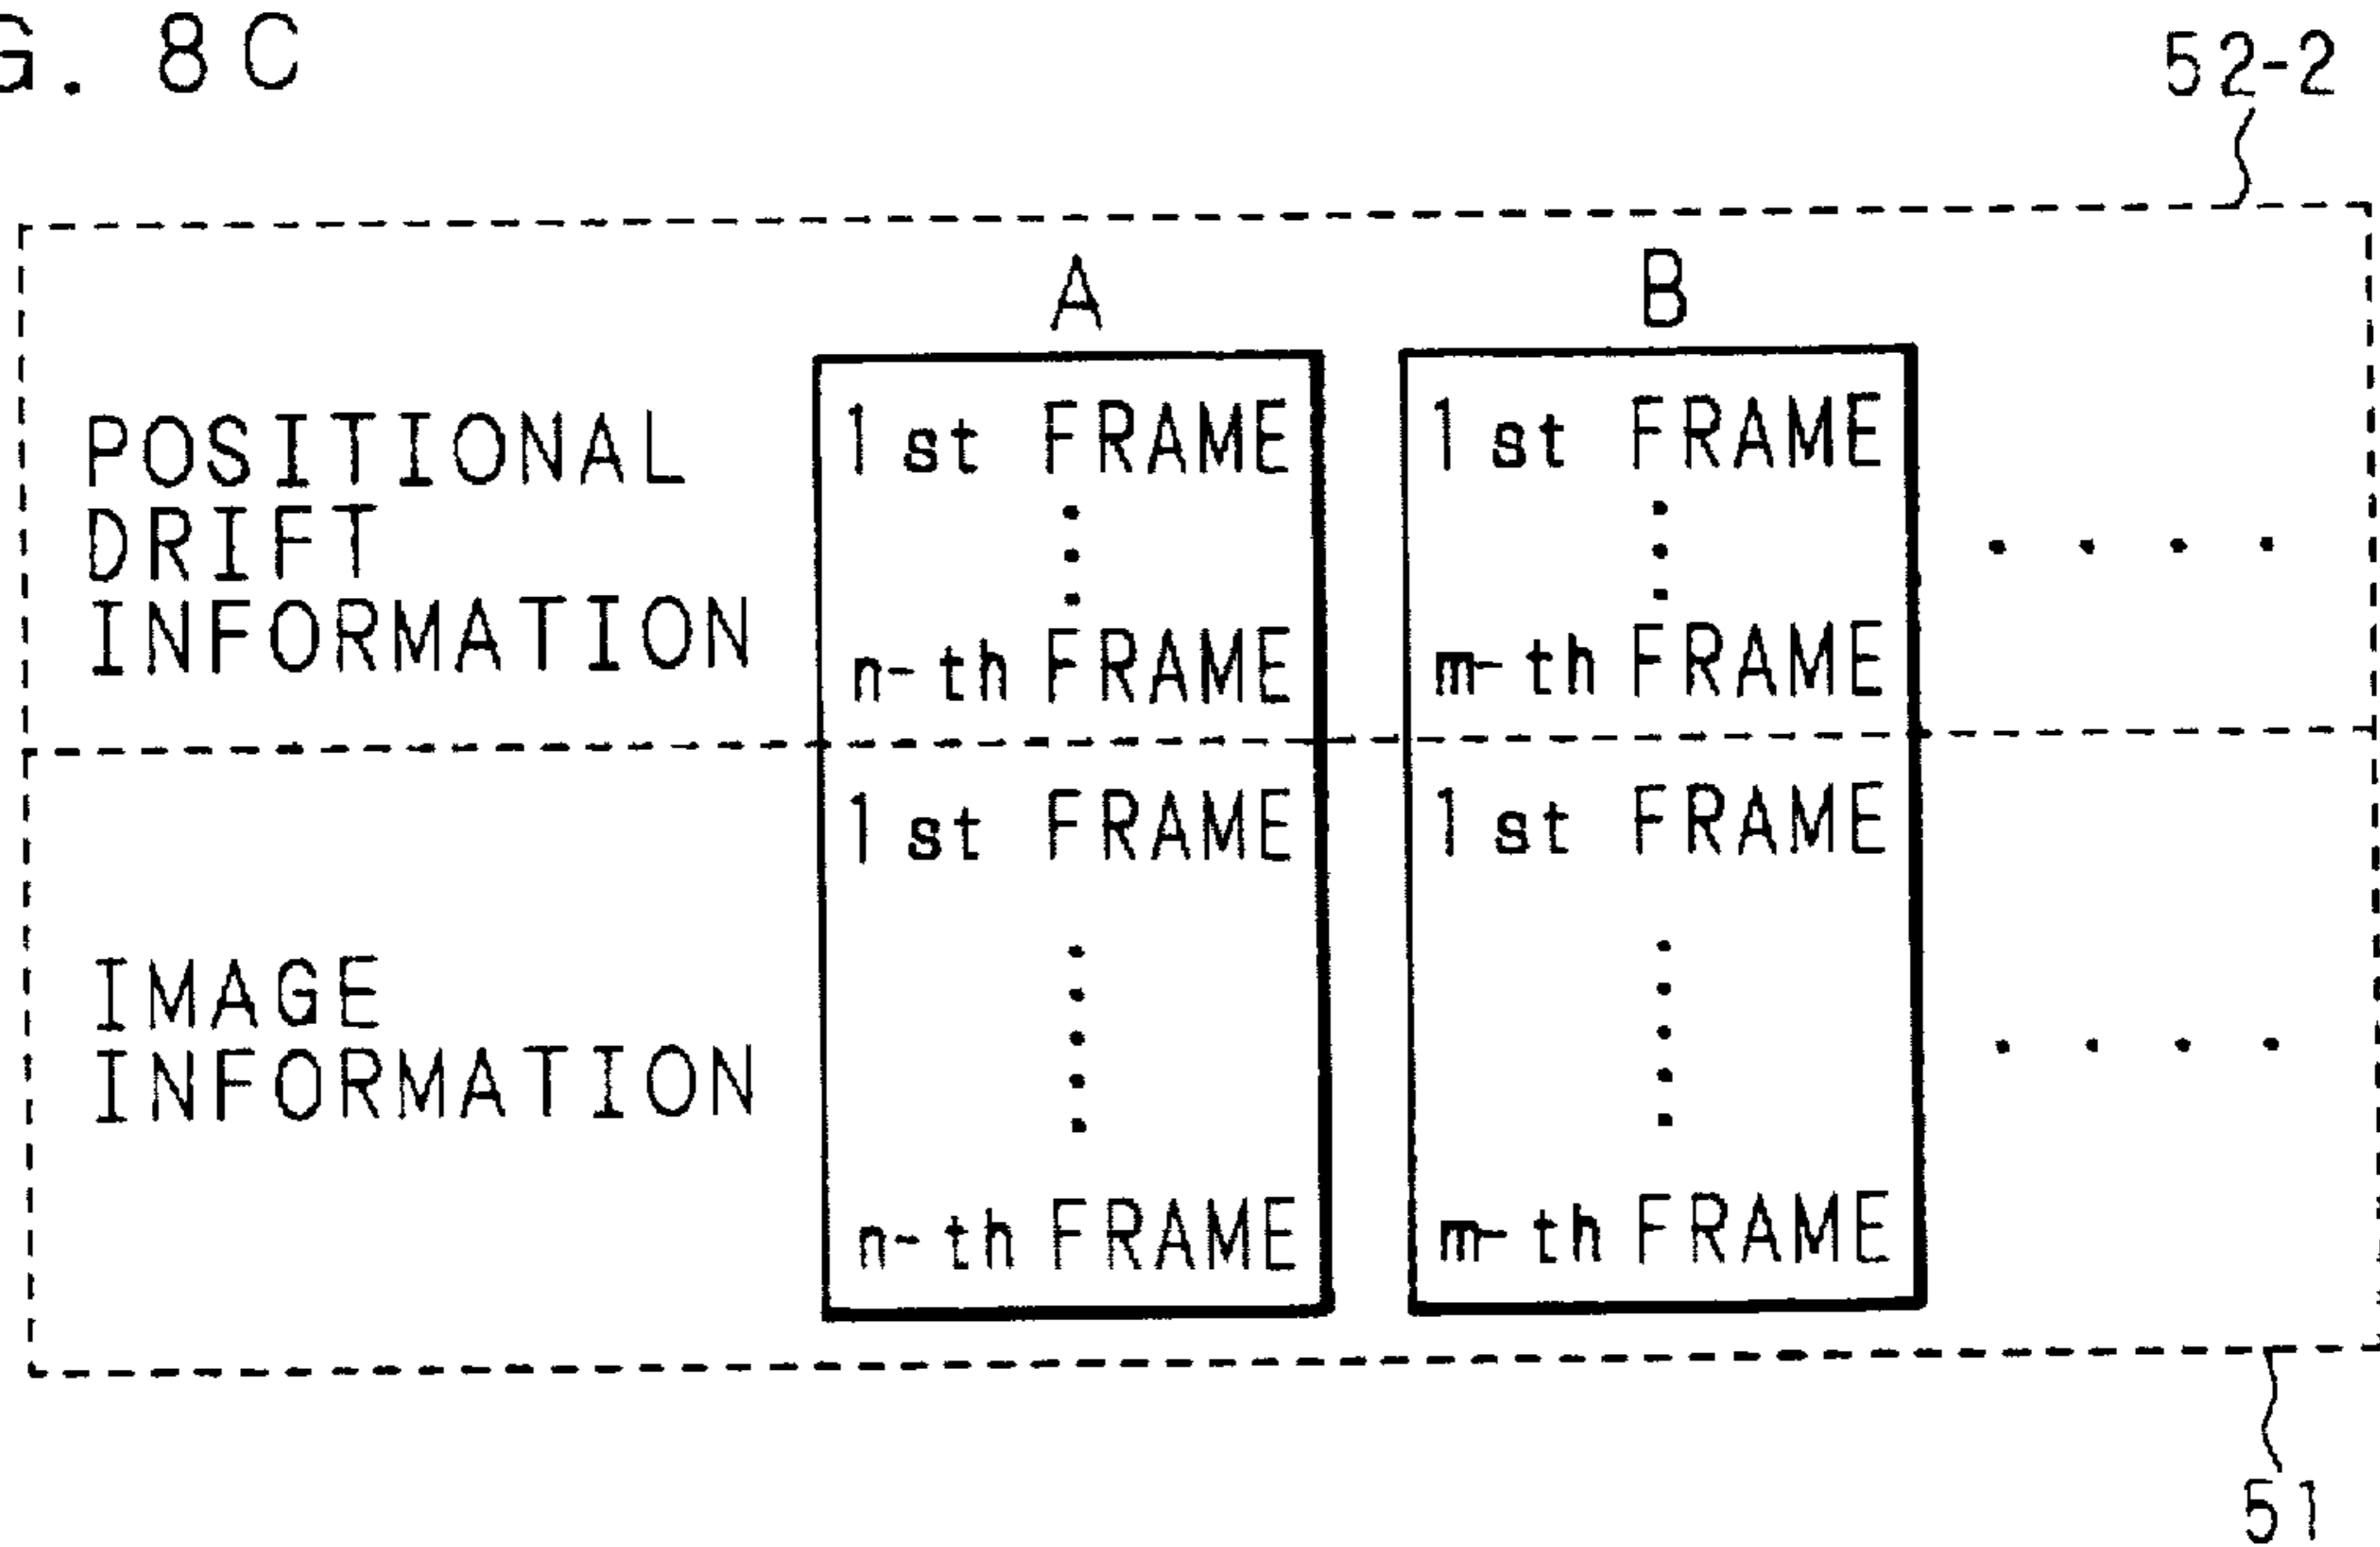 G. 8C
52-2
A
B
POSITIONAL
DRIFT
INFORMATION
1st FRAME
n-th FRAME
1st FRAME
m-th FRAME
IMAGE
INFORMATION
1st FRAME
n-th FRAME
1st FRAME
m-th FRAME
51